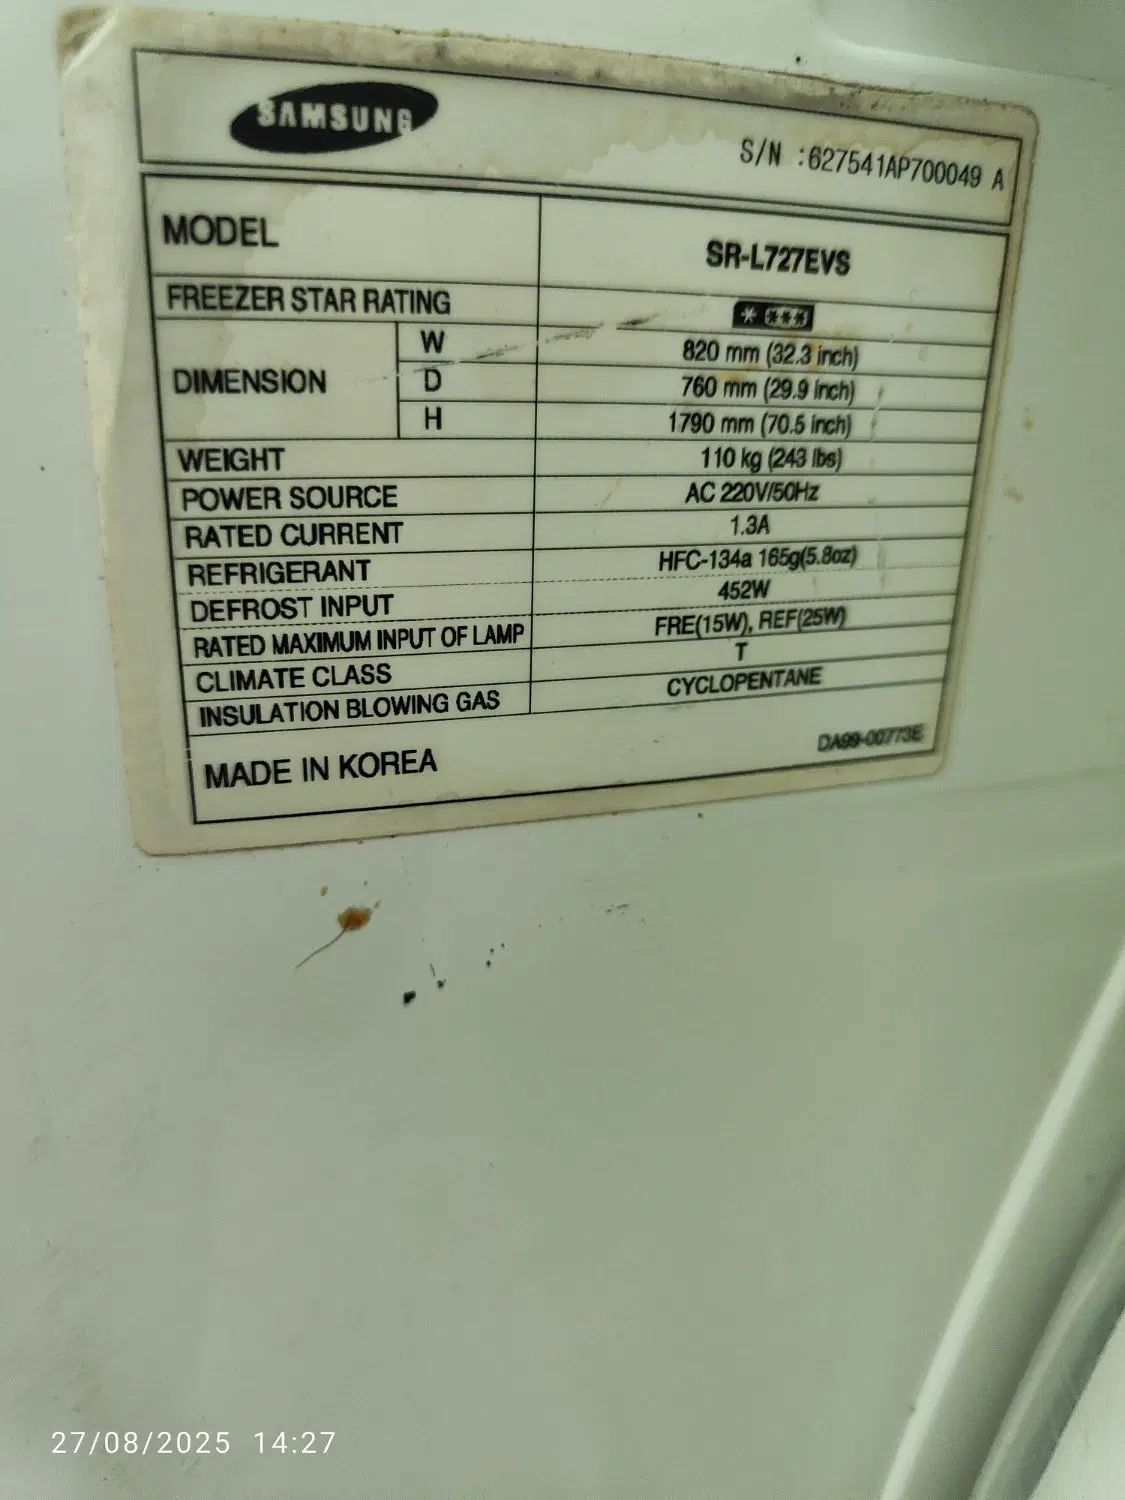 SAMSUNG
S/N :627541AP700049 A
MODEL SR-L727EVS
FREEZER STAR RATING * ***
DIMENSION W 820 mm (32.3 inch)
D 760 mm (29.9 inch)
H 1790 mm (70.5 inch)
WEIGHT 110 kg (243 lbs)
POWER SOURCE AC 220V/50Hz
RATED CURRENT 1.3A
REFRIGERANT HFC-134a 165g(5.8oz)
DEFROST INPUT 452W
RATED MAXIMUM INPUT OF LAMP FRE(15W), REF(25W)
CLIMATE CLASS T
INSULATION BLOWING GAS CYCLOPENTANE
MADE IN KOREA DA99-00773E
27/08/2025 14:27